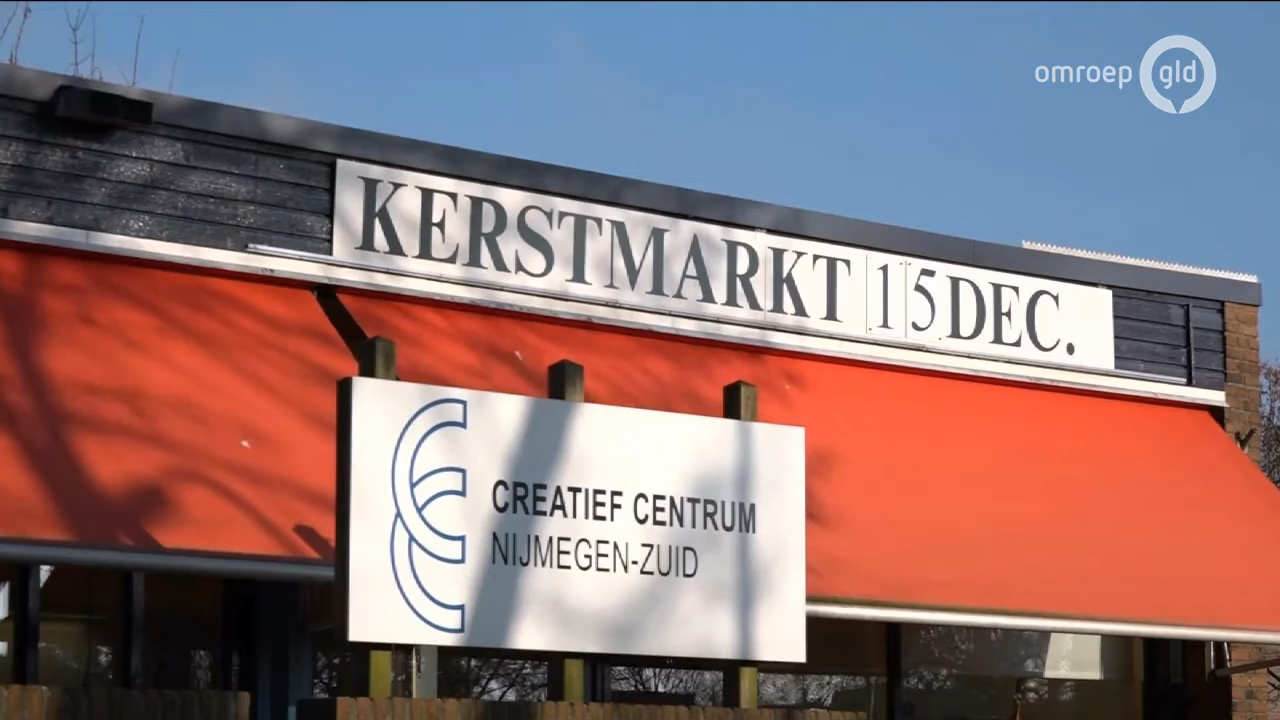 omroep gld
KERSTMARKT 15 DEC.
CREATIEF CENTRUM
NIJMEGEN-ZUID